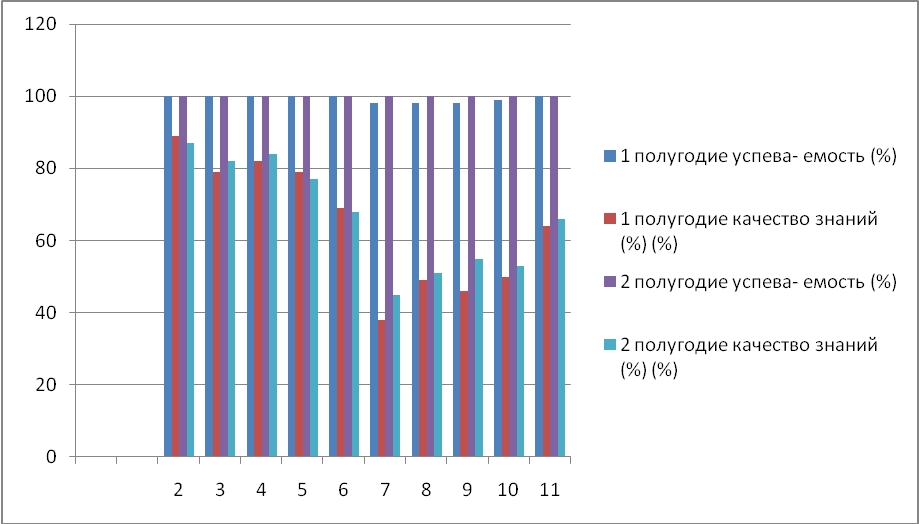 120
100
80
60
40
20
0
2 3 4 5 6 7 8 9 10 11
1 полугодие успева- емость (%)
1 полугодие качество знаний
(%) (%)
2 полугодие успева- емость (%)
2 полугодие качество знаний
(%) (%)